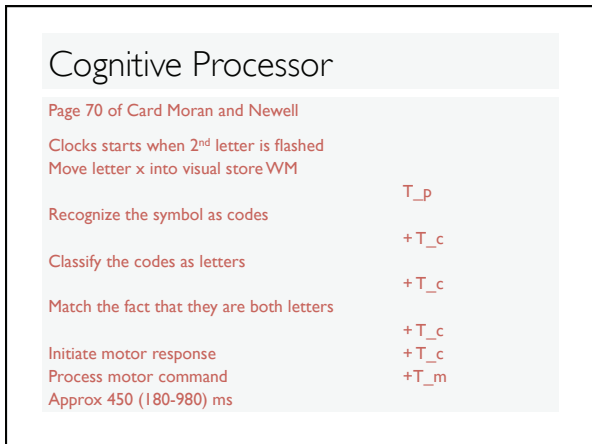 Cognitive Processor
Page 70 of Card Moran and Newell
Clocks starts when 2nd letter is flashed
Move letter x into visual store WM
T_p
Recognize the symbol as codes
+ T_c
Classify the codes as letters
+ T_c
Match the fact that they are both letters
+ T_c
Initiate motor response + T_c
Process motor command +T_m
Approx 450 (180-980) ms